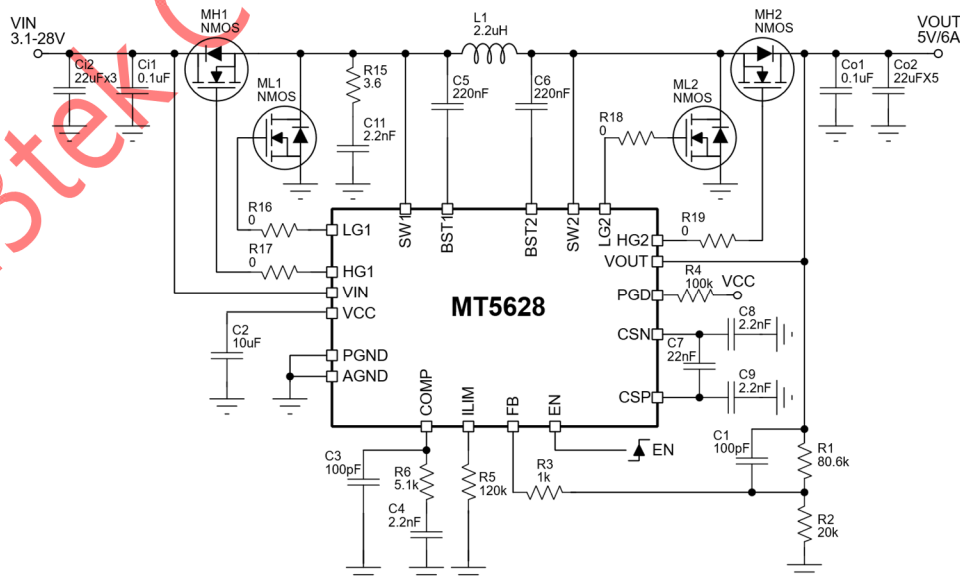 VIN
3.1-28V
MH1
NMOS
L1
2.2uH
MH2
NMOS
VOUT
5V/6A
Ci2
22uFx3
Ci1
0.1uF
ML1
NMOS
R15
3.6
C11
2.2nF
C5
220nF
C6
220nF
R18
0
ML2
NMOS
Co1
0.1uF
Co2
22uFX5
R16
0
R17
0
R19
0
SW1
BST1
BST2
SW2
LG2
LG1
HG1
VIN
VCC
PGND
AGND
MT5628
HG2
VOUT
PGD
CSN
CSP
R4
100k
VCC
C8
2.2nF
C7
22nF
C9
2.2nF
C2
10uF
COMP
ILIM
FB
EN
EN
C3
100pF
R6
5.1k
C4
2.2nF
R5
120k
R3
1k
C1
100pF
R1
80.6k
R2
20k